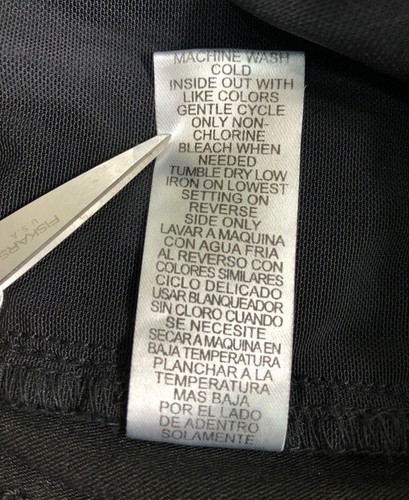 MACHINE WASH
COLD
INSIDE OUT WITH
LIKE COLORS
GENTLE CYCLE
ONLY NON-
CHLORINE
BLEACH WHEN
NEEDED
TUMBLE DRY LOW
IRON ON LOWEST
SETTING ON
REVERSE
SIDE ONLY
LAVAR A MAQUINA
CON AGUA FRIA
AL REVERSO CON
COLORES SIMILARES
CICLO DELICADO
USAR BLANQUEADOR
SIN CLORO CUANDO
SE NECESITE
SECAR A MAQUINA EN
BAJA TEMPERATURA
PLANCHAR A LA
TEMPERATURA
MAS BAJA
POR EL LADO
DE ADENTRO
SOLAMENTE
FISKARS
USA